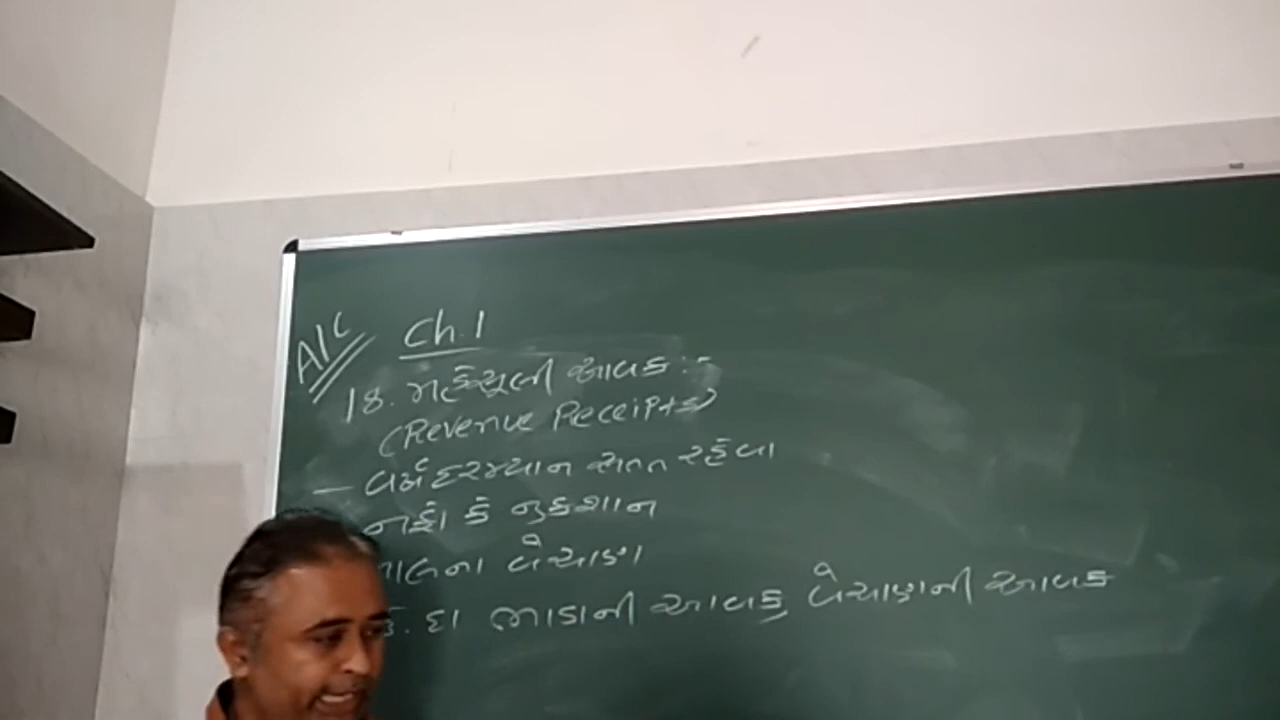 A/C
Ch.1
18. મહેસૂલી આવક :-
(Revenue Receipts)
— વર્ષ દરમ્યાન સતત રહેવા
નફો કે નુકશાન
માલના વેચાણ
ઉ. દા ભાડાની આવક, વેચાણની આવક